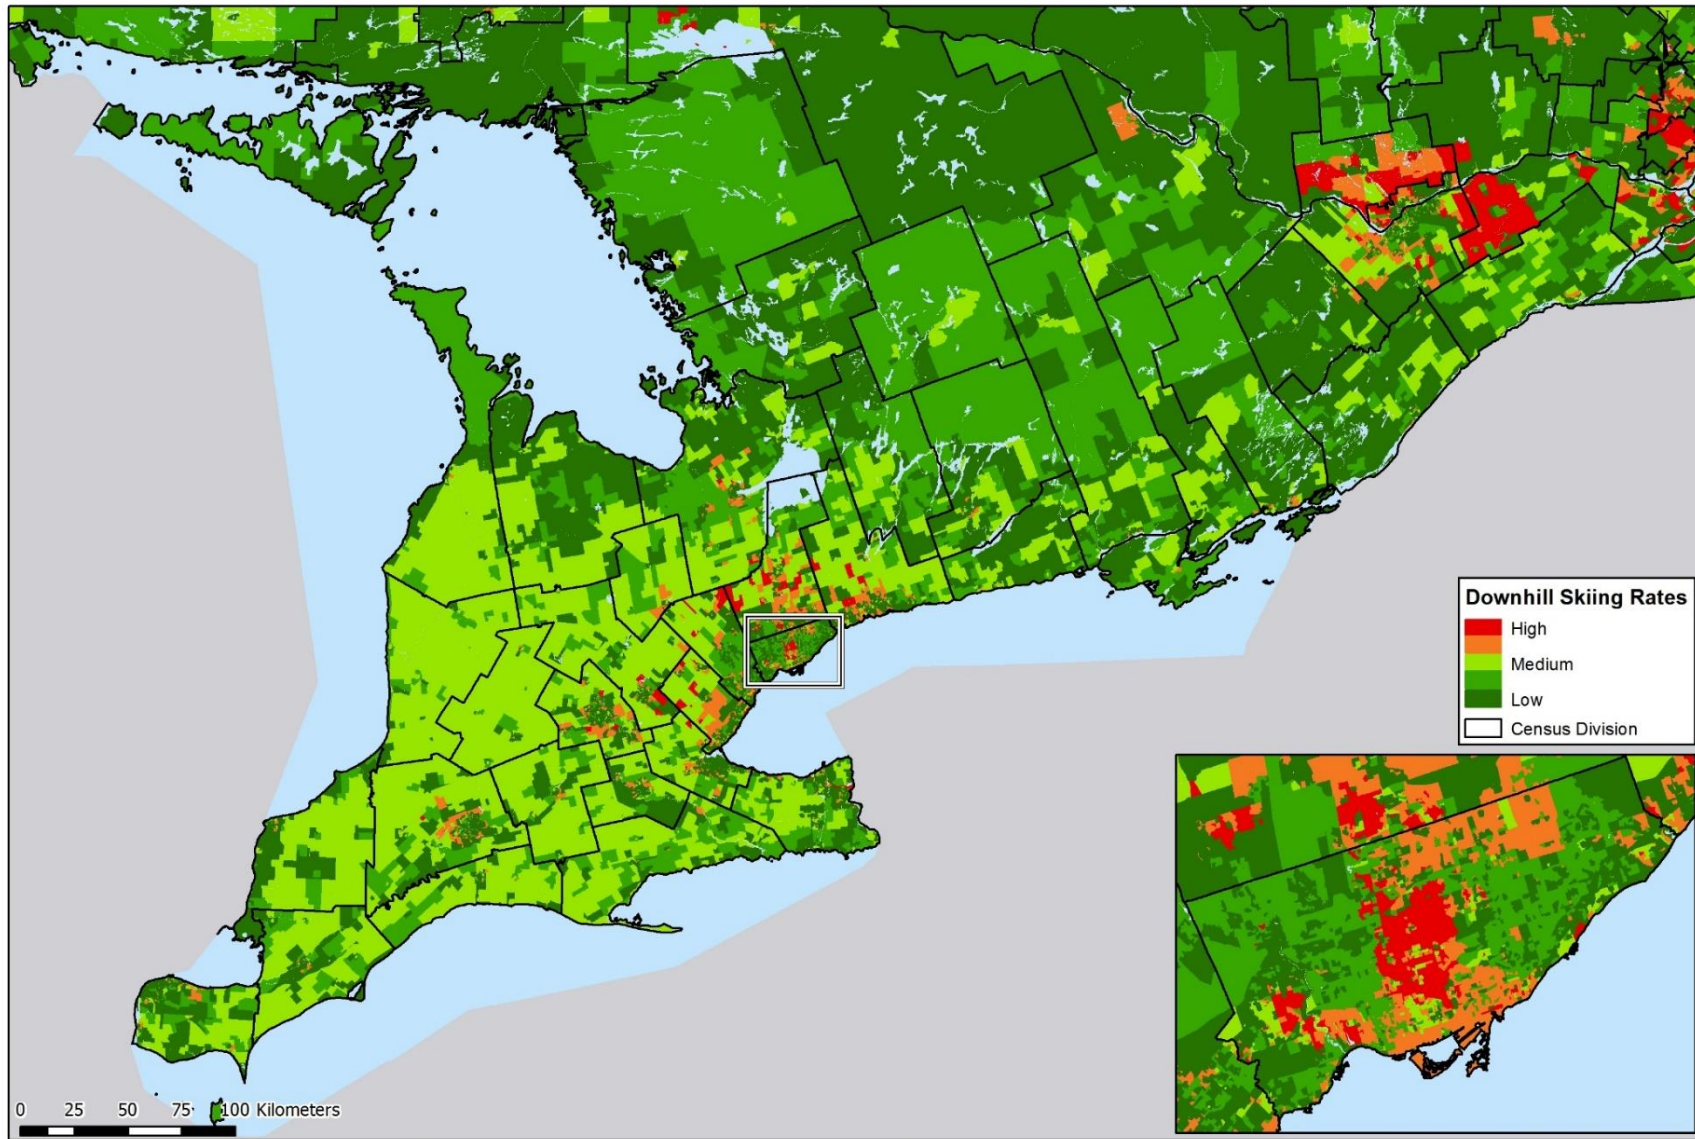 Downhill Skiing Rates
High
Medium
Low
Census Division
0 25 50 75 100 Kilometers